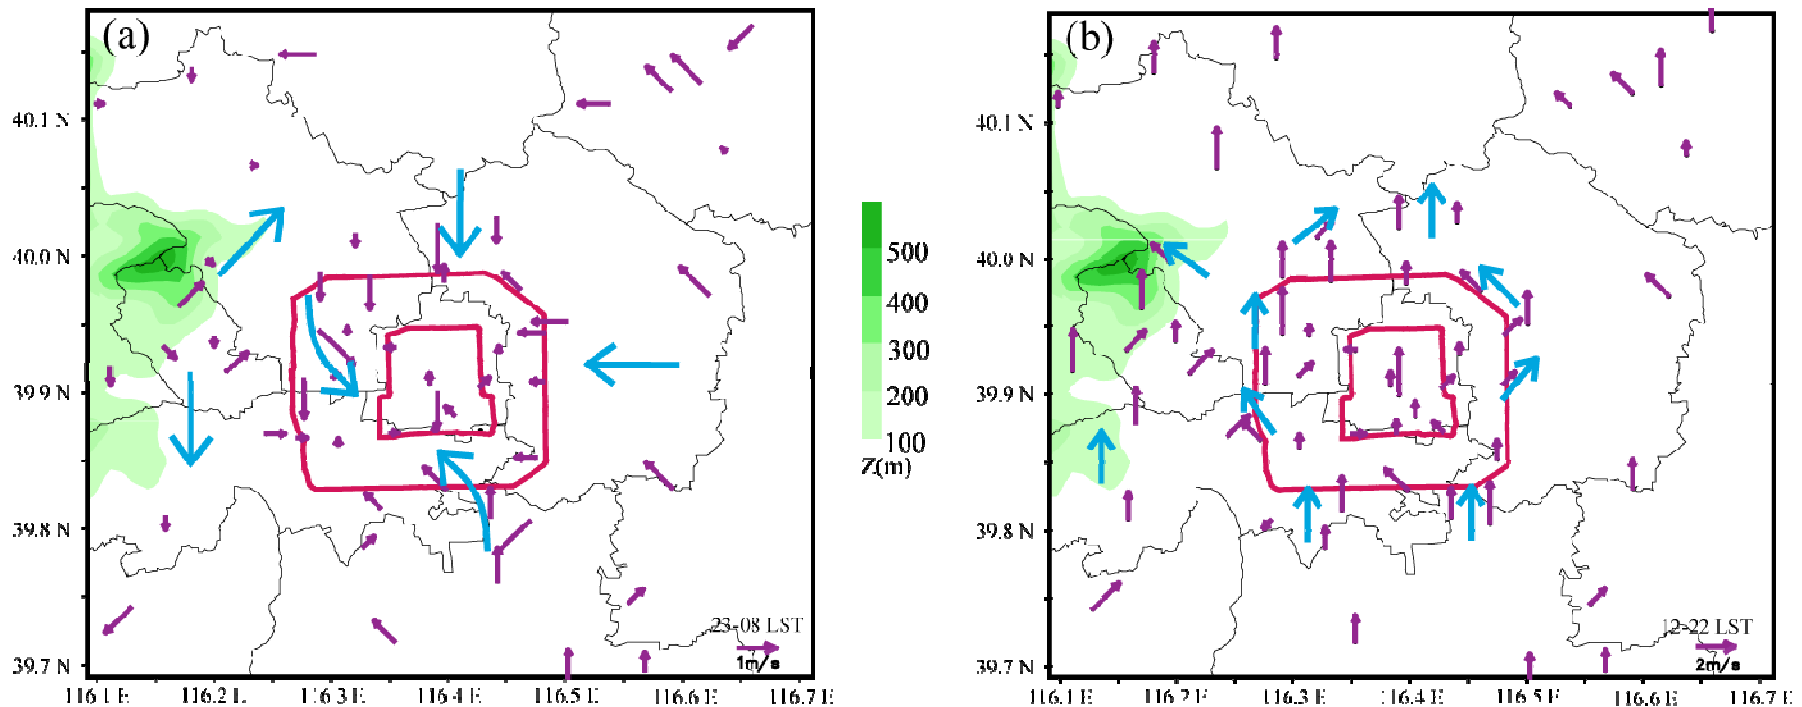 (a)
(b)
40.1 N
40.0 N
39.9 N
39.8 N
39.7 N
23-08 LST
1m/s
116.1 E
116.2 E
116.3 E
116.4 E
116.5 E
116.6 E
116.7 E
500
400
300
200
100
Z(m)
40.1 N
40.0 N
39.9 N
39.8 N
39.7 N
12-22 LST
2m/s
116.1 E
116.2 E
116.3 E
116.4 E
116.5 E
116.6 E
116.7 E